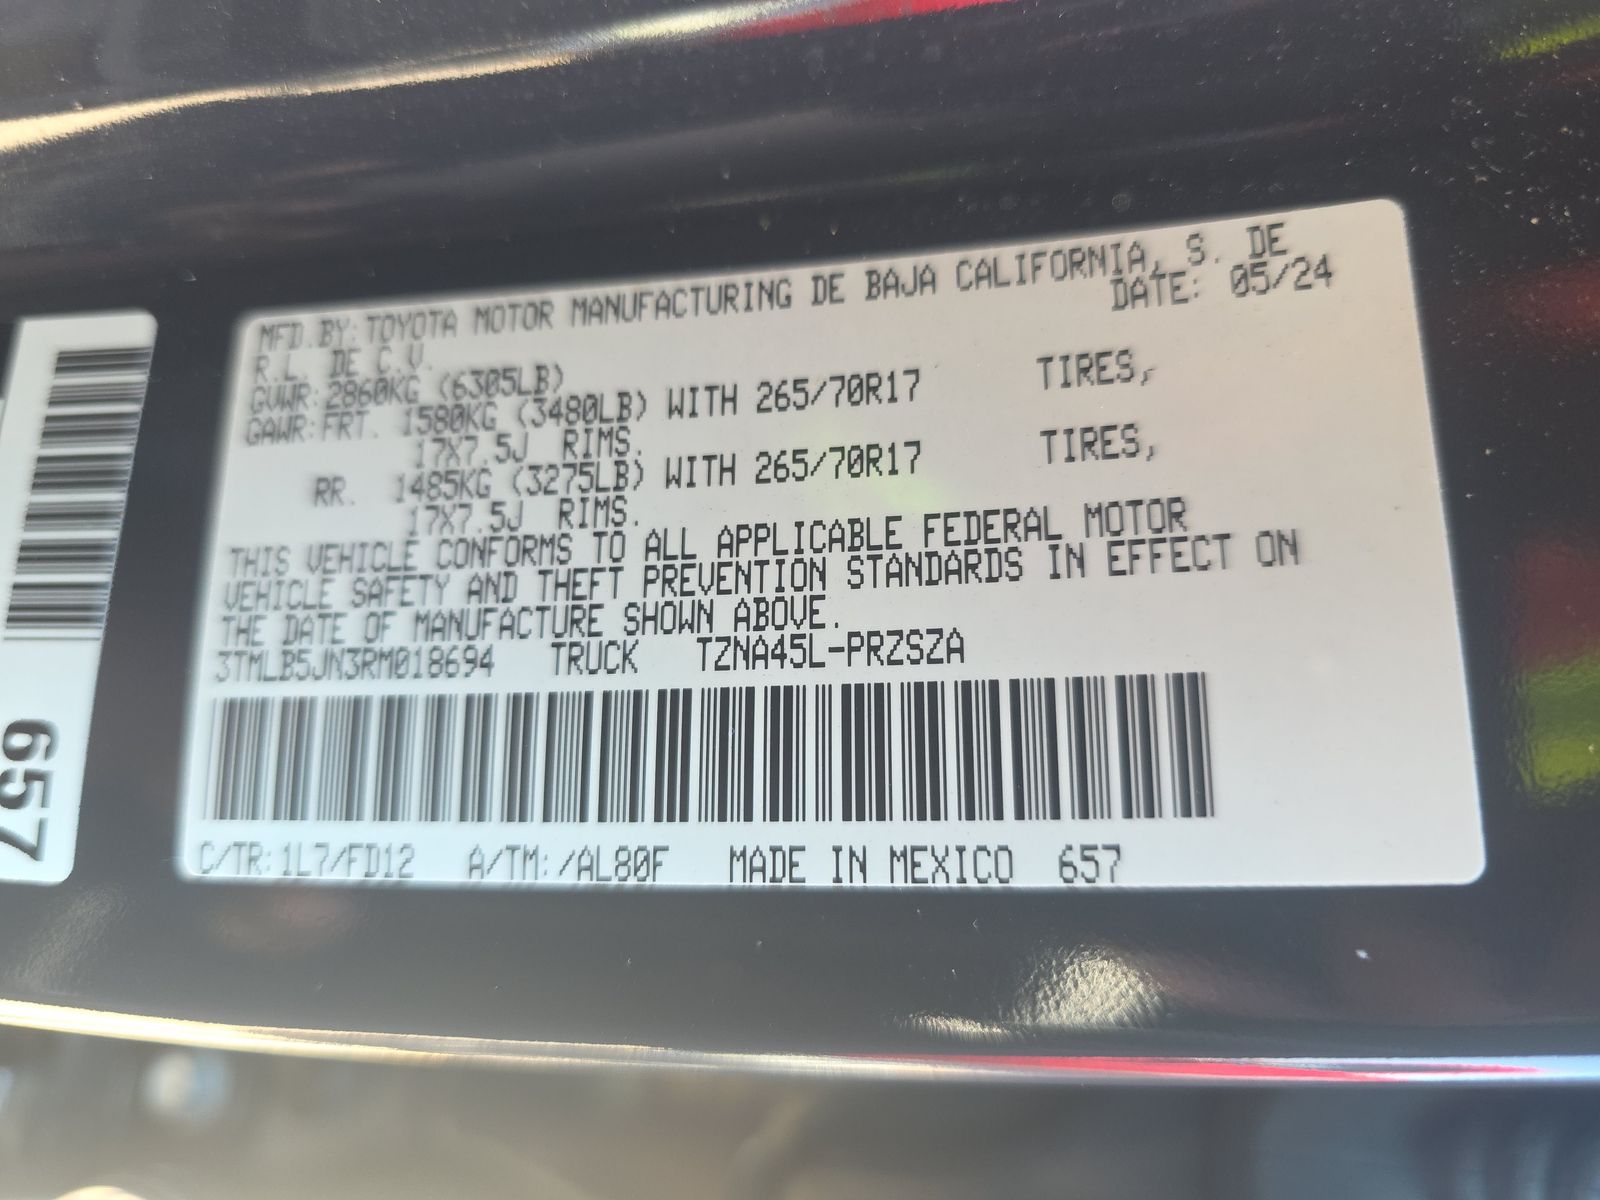 MFD.BY: TOYOTA MOTOR MANUFACTURING DE BAJA CALIFORNIA, S. DE
R.L. DE C.V. DATE: 05/24
GVWR: 2860KG (6305LB)
GAWR: FRT. 1580KG (3480LB) WITH 265/70R17 TIRES,
17X7.5J RIMS.
RR. 1485KG (3275LB) WITH 265/70R17 TIRES,
17X7.5J RIMS.
THIS VEHICLE CONFORMS TO ALL APPLICABLE FEDERAL MOTOR
VEHICLE SAFETY AND THEFT PREVENTION STANDARDS IN EFFECT ON
THE DATE OF MANUFACTURE SHOWN ABOVE.
3TMLB5JN3RM018694 TRUCK TZNA45L-PRZSZA
C/TR: 1L7/FD12 A/TM: /AL80F MADE IN MEXICO 657
657